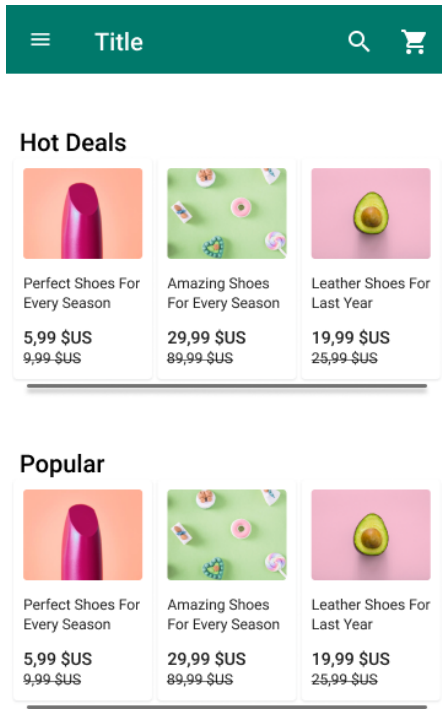 Title
Hot Deals
Perfect Shoes For
Every Season
5,99 $US
9,99 $US
Amazing Shoes
For Every Season
29,99 $US
89,99 $US
Leather Shoes For
Last Year
19,99 $US
25,99 $US
Popular
Perfect Shoes For
Every Season
5,99 $US
9,99 $US
Amazing Shoes
For Every Season
29,99 $US
89,99 $US
Leather Shoes For
Last Year
19,99 $US
25,99 $US